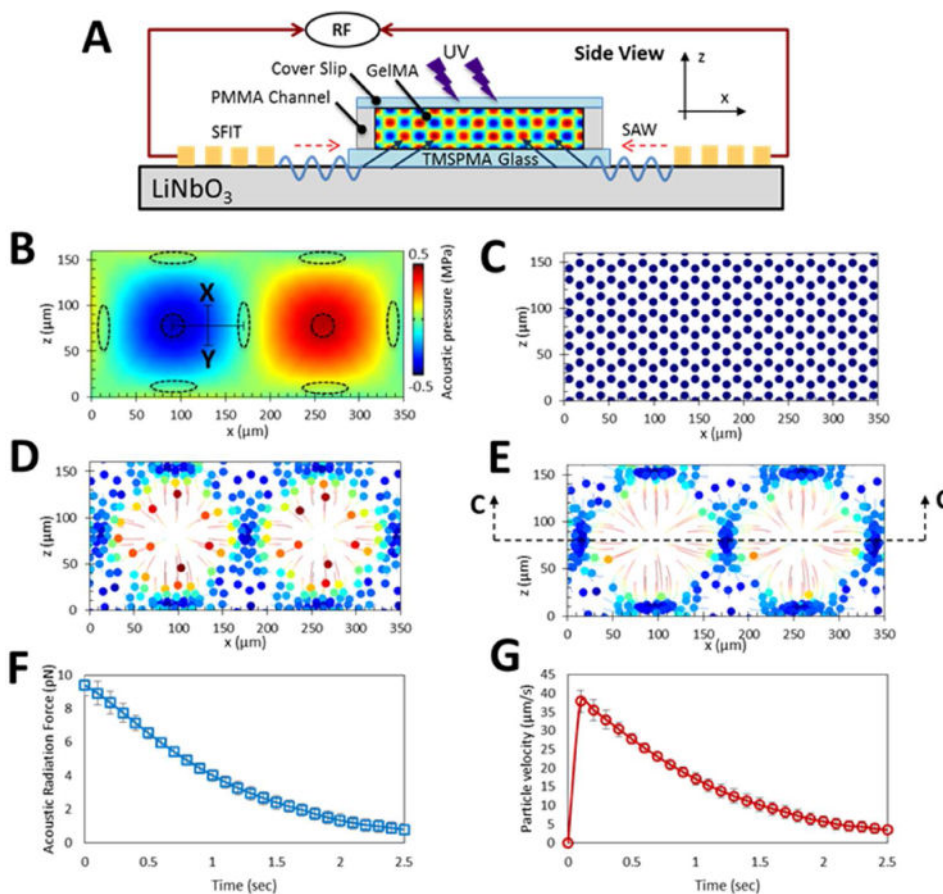 A
RF
UV
Side View
Cover Slip
GelMA
PMMA Channel
SFIT
SAW
z
x
TMSPMA Glass
LiNbO₃
B
150
100
50
0
z (µm)
X
Y
0 50 100 150 200 250 300 350
x (µm)
0.5
-0.5
Acoustic pressure (MPa)
C
150
100
50
0
z (µm)
0 50 100 150 200 250 300 350
x (µm)
D
150
100
50
0
z (µm)
0 50 100 150 200 250 300 350
x (µm)
E
C
C
150
100
50
0
z (µm)
0 50 100 150 200 250 300 350
x (µm)
F
10
8
6
4
2
0
Acoustic Radiation Force (pN)
0 0.5 1 1.5 2 2.5
Time (sec)
G
45
40
35
30
25
20
15
10
5
0
Particle velocity (µm/s)
0 0.5 1 1.5 2 2.5
Time (sec)